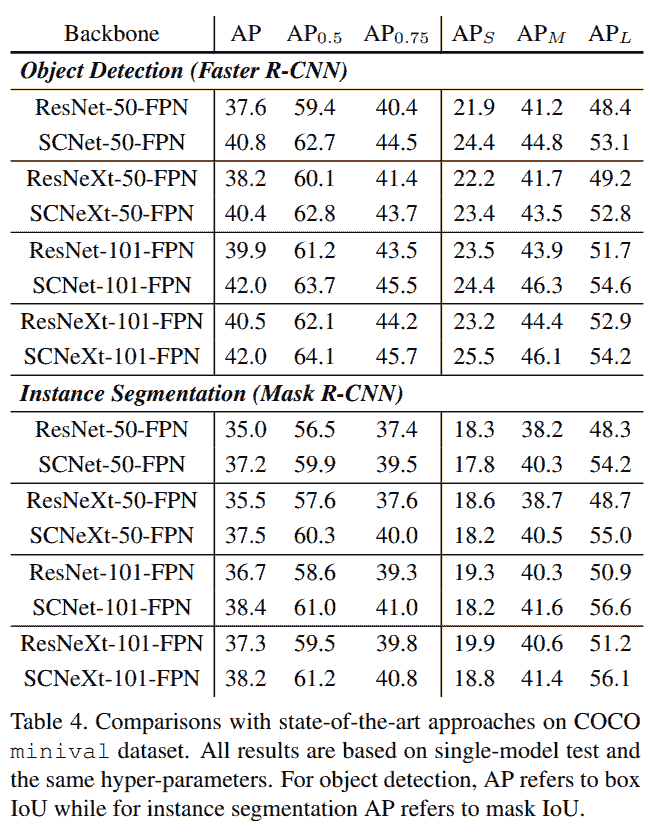 Backbone AP AP0.5 AP0.75 APS APM APL
Object Detection (Faster R-CNN)
ResNet-50-FPN 37.6 59.4 40.4 21.9 41.2 48.4
SCNet-50-FPN 40.8 62.7 44.5 24.4 44.8 53.1
ResNeXt-50-FPN 38.2 60.1 41.4 22.2 41.7 49.2
SCNeXt-50-FPN 40.4 62.8 43.7 23.4 43.5 52.8
ResNet-101-FPN 39.9 61.2 43.5 23.5 43.9 51.7
SCNet-101-FPN 42.0 63.7 45.5 24.4 46.3 54.6
ResNeXt-101-FPN 40.5 62.1 44.2 23.2 44.4 52.9
SCNeXt-101-FPN 42.0 64.1 45.7 25.5 46.1 54.2
Instance Segmentation (Mask R-CNN)
ResNet-50-FPN 35.0 56.5 37.4 18.3 38.2 48.3
SCNet-50-FPN 37.2 59.9 39.5 17.8 40.3 54.2
ResNeXt-50-FPN 35.5 57.6 37.6 18.6 38.7 48.7
SCNeXt-50-FPN 37.5 60.3 40.0 18.2 40.5 55.0
ResNet-101-FPN 36.7 58.6 39.3 19.3 40.3 50.9
SCNet-101-FPN 38.4 61.0 41.0 18.2 41.6 56.6
ResNeXt-101-FPN 37.3 59.5 39.8 19.9 40.6 51.2
SCNeXt-101-FPN 38.2 61.2 40.8 18.8 41.4 56.1
Table 4. Comparisons with state-of-the-art approaches on COCO
minival dataset. All results are based on single-model test and
the same hyper-parameters. For object detection, AP refers to box
IoU while for instance segmentation AP refers to mask IoU.